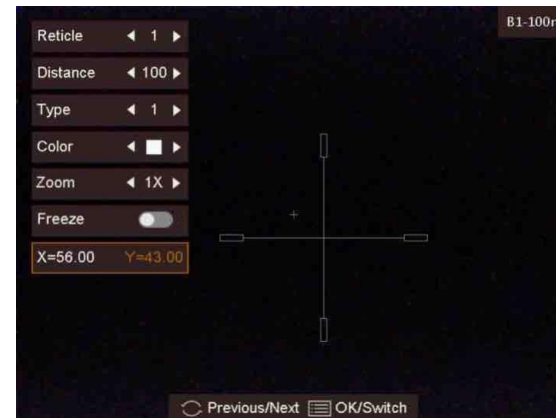 B1-100m
Reticle 1
Distance 100
Type 1
Color
Zoom 1X
Freeze
X=56.00 Y=43.00
Previous/Next OK/Switch